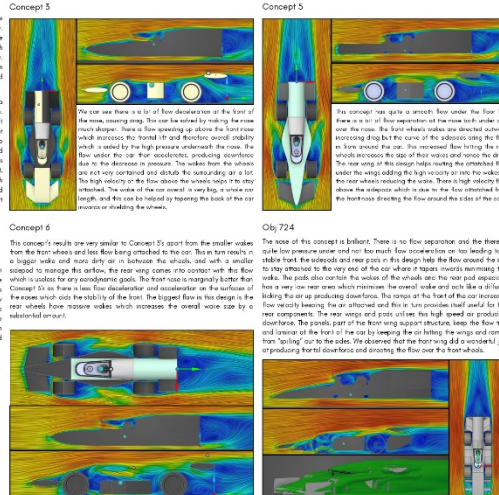 Concept 3
We can see there is a lot of flow deceleration at the front of
the nose, causing drag. This can be solved by making the nose
much sharper. There is flow speeding up above the front nose
which increases the frontal lift and therefore overall stability
which is aided by the high pressure underneath the nose. The
flow under the car then accelerates, producing downforce
due to the decrease in pressure. The wakes from the wheels
are not very contained and disturb the surrounding air a lot.
The high velocity at the flow above the wheels helps it to stay
attached. The wake of the car overall is very big, a whole car
length, and this can be helped by tapering the back at the car
inwards or shielding the wheels.
Concept 5
This concept has quite a smooth flow under the floor
there is a lot of flow separation at the nose both under
over the nose. The front wheels wakes are directed outer
increasing drag but the curve of the sidepods using the fl
in from around the car. This increased flow hitting the r
wheels increases the size of their wakes and hence the dr
The rear wing of this design helps routing the attatched fl
under the wings adding the high velocity air into the wakes
the rear wheels reducing the wake. There is high velocity fl
above the sidepods which is due to the flow attatched fr
the front nose directing the flow around the sides of the ca
Concept 6
This concept's results are very similar to Concept 5's apart from the smaller wakes
from the front wheels and less flow being attached to the car. This in turn results in
a bigger wake and more dirty air in between the wheels, and with a smaller
sidepod to manage this airflow, the rear wing comes into contact with this flow
which is useless for any aerodynamic goals. The front nose is marginally better than
Concept 5's as there is less flow deceleration and acceleration on the surfaces of
the noses which aids the stability of the front. The biggest flaw in this design is the
rear wheels have massive wakes which increases the overall wake size by a
substantial amount.
Obj 724
The nose of this concept is brilliant. There is no flow separation and the there
quite low pressure under and not too much flow acceleration on top leading to
stable front. the sidepods and rear pods in this design help the flow around the
to stay attached to the very end of the car where it tapers inwards minimising t
wake. The pods also contain the wakes of the wheels and the rear pod especia
has a very low rear area which minimises the overall wake and acts like a diffus
kicking the air up producing downforce. The ramps at the front of the car increas
flow velocity keeping the air attached and this in turn provides itself useful for t
rear components. The rear wings and pods utilises this high speed air produci
downforce. The panels, part of the front wing support structure, keep the flow t
and laminar at the front of the car by keeping the air hitting the wings and ram
from "spilling" out to the sides. We observed that the front wing did a wonderful j
at producing frontal downforce and directing the flow over the front wheels.